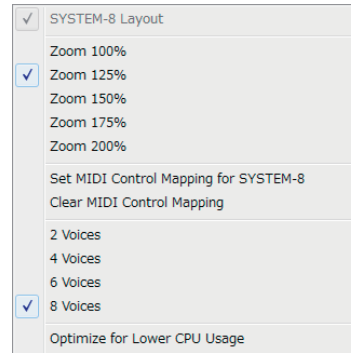 SYSTEM-8 Layout
Zoom 100%
Zoom 125%
Zoom 150%
Zoom 175%
Zoom 200%
Set MIDI Control Mapping for SYSTEM-8
Clear MIDI Control Mapping
2 Voices
4 Voices
6 Voices
8 Voices
Optimize for Lower CPU Usage